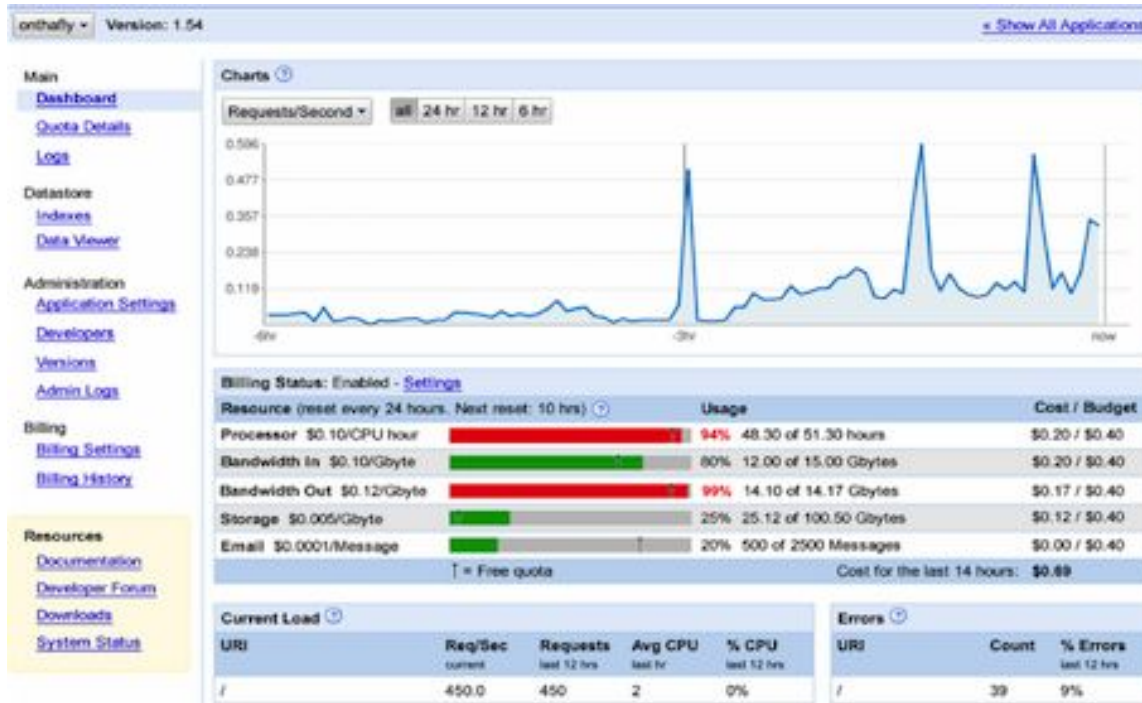 onthafly Version: 1.54
« Show All Applications
Main
Dashboard
Quota Details
Logs
Datastore
Indexes
Data Viewer
Administration
Application Settings
Developers
Versions
Admin Logs
Billing
Billing Settings
Billing History
Resources
Documentation
Developer Forum
Downloads
System Status
Charts
Requests/Second all 24 hr 12 hr 6 hr
0.596
0.477
0.357
0.238
0.119
-6hr -3hr now
Billing Status: Enabled - Settings
Resource (reset every 24 hours. Next reset: 10 hrs) Usage Cost / Budget
Processor $0.10/CPU hour 94% 48.30 of 51.30 hours $0.20 / $0.40
Bandwidth In $0.10/Gbyte 80% 12.00 of 15.00 Gbytes $0.20 / $0.40
Bandwidth Out $0.12/Gbyte 99% 14.10 of 14.17 Gbytes $0.17 / $0.40
Storage $0.005/Gbyte 25% 25.12 of 100.50 Gbytes $0.12 / $0.40
Email $0.0001/Message 20% 500 of 2500 Messages $0.00 / $0.40
= Free quota Cost for the last 14 hours: $0.69
Current Load
URI Req/Sec Requests Avg CPU % CPU
current last 12 hrs last hr last 12 hrs
/ 450.0 450 2 0%
Errors
URI Count % Errors
last 12 hrs
/ 39 9%